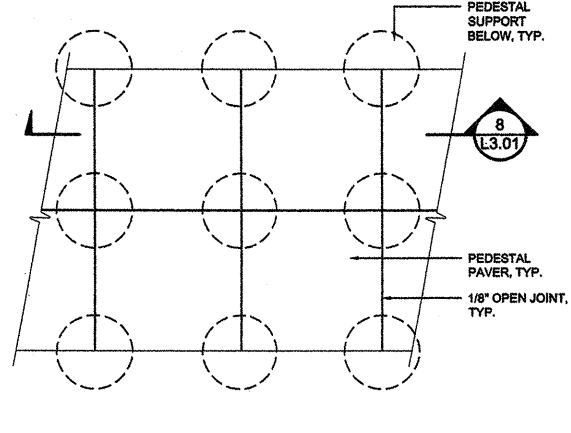 PEDESTAL
SUPPORT
BELOW, TYP.
8
L3.01
PEDESTAL
PAVER, TYP.
1/8" OPEN JOINT,
TYP.